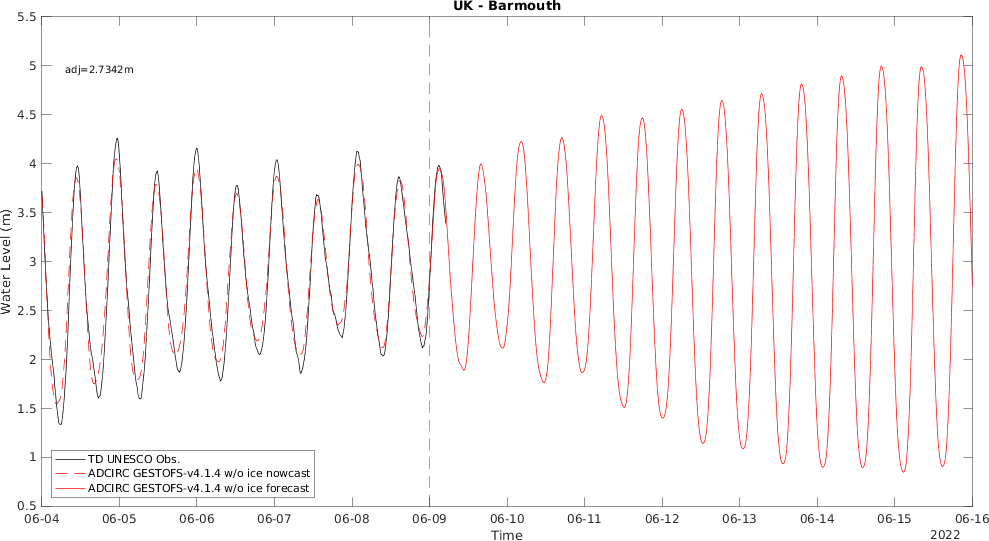 UK - Barmouth
5.5
5
4.5
4
3.5
3
2.5
2
1.5
1
0.5
Water Level (m)
adj=2.7342m
TD UNESCO Obs.
ADCIRC GESTOFS-v4.1.4 w/o ice nowcast
ADCIRC GESTOFS-v4.1.4 w/o ice forecast
06-04 06-05 06-06 06-07 06-08 06-09 06-10 06-11 06-12 06-13 06-14 06-15 06-16
Time
2022